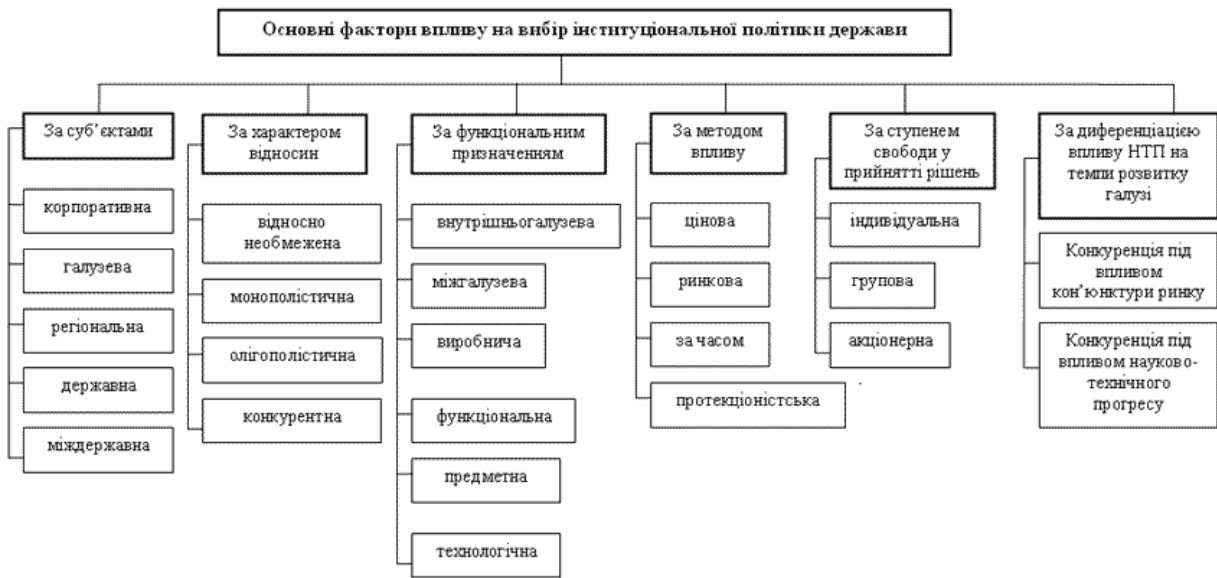 Основні фактори впливу на вибір інституціональної політики держави
За суб’єктами
корпоративна
галузева
регіональна
державна
міждержавна
За характером
відносин
відносно
необмежена
монополістична
олігополістична
конкурентна
За функціональним
призначенням
внутрішньогалузева
міжгалузева
виробнича
функціональна
предметна
технологічна
За методом
впливу
цінова
ринкова
за часом
протекціоністська
За ступенем
свободи у
прийнятті рішень
індивідуальна
групова
акціонерна
За диференціацією
впливу НТП на
темпи розвитку
галузі
Конкуренція під
впливом
кон’юнктури ринку
Конкуренція під
впливом науково-
технічного
прогресу